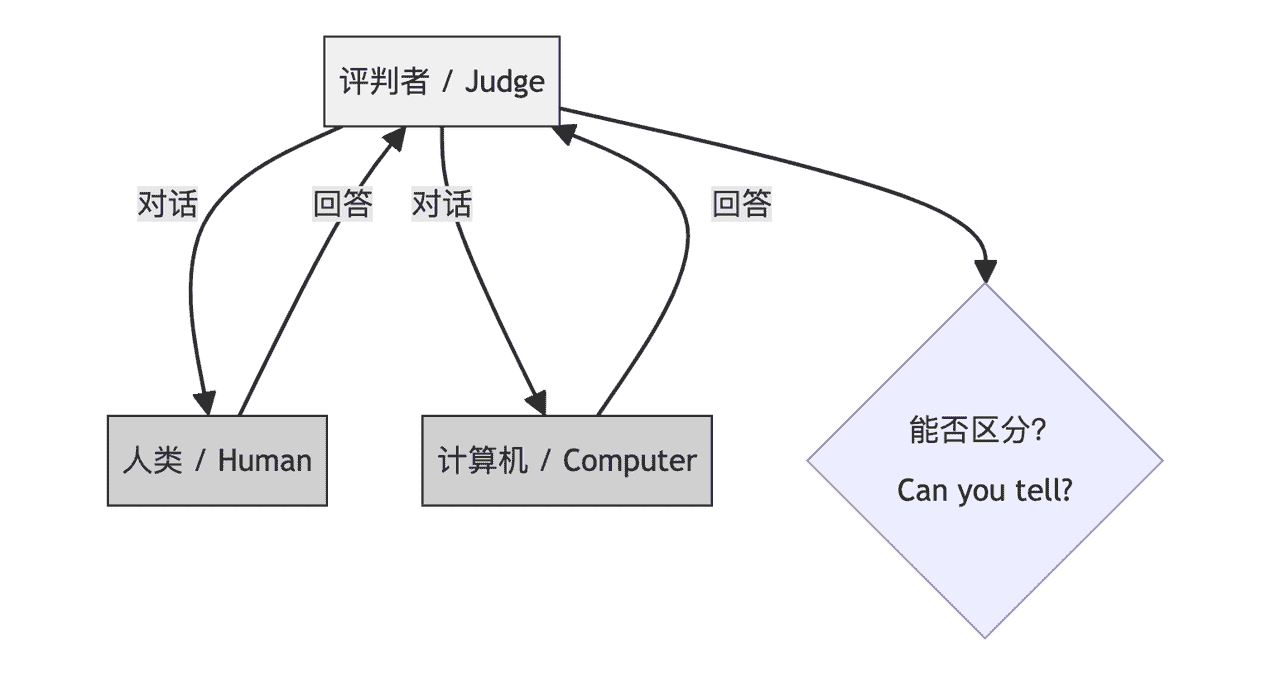 评判者 / Judge
对话
回答
对话
回答
人类 / Human
计算机 / Computer
能否区分?
Can you tell?